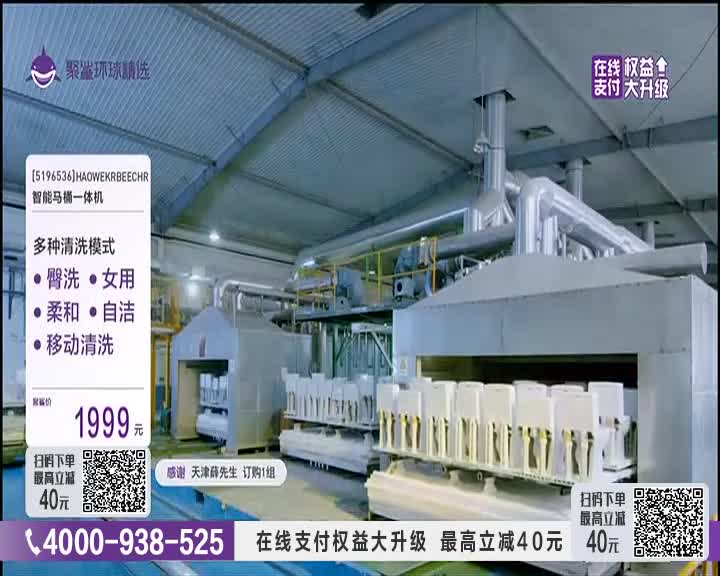 聚鲨环球精选
在线支付 权益大升级
[5196536]HAOWEKRBEECHR
智能马桶一体机
多种清洗模式
•臀洗 •女用
•柔和 •自洁
•移动清洗
聚鲨价
1999元
扫码下单
最高立减
40元
感谢 天津薛先生 订购1组
扫码下单
最高立减
40元
4000-938-525
在线支付权益大升级 最高立减40元